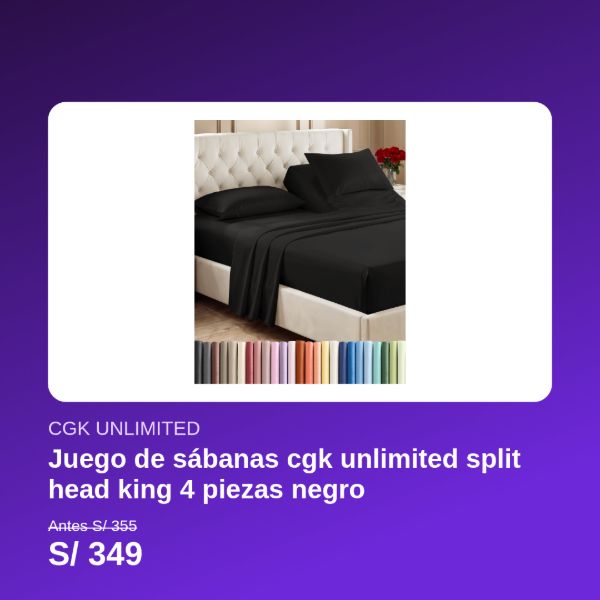 CGK UNLIMITED
Juego de sábanas cgk unlimited split
head king 4 piezas negro
Antes S/ 355
S/ 349